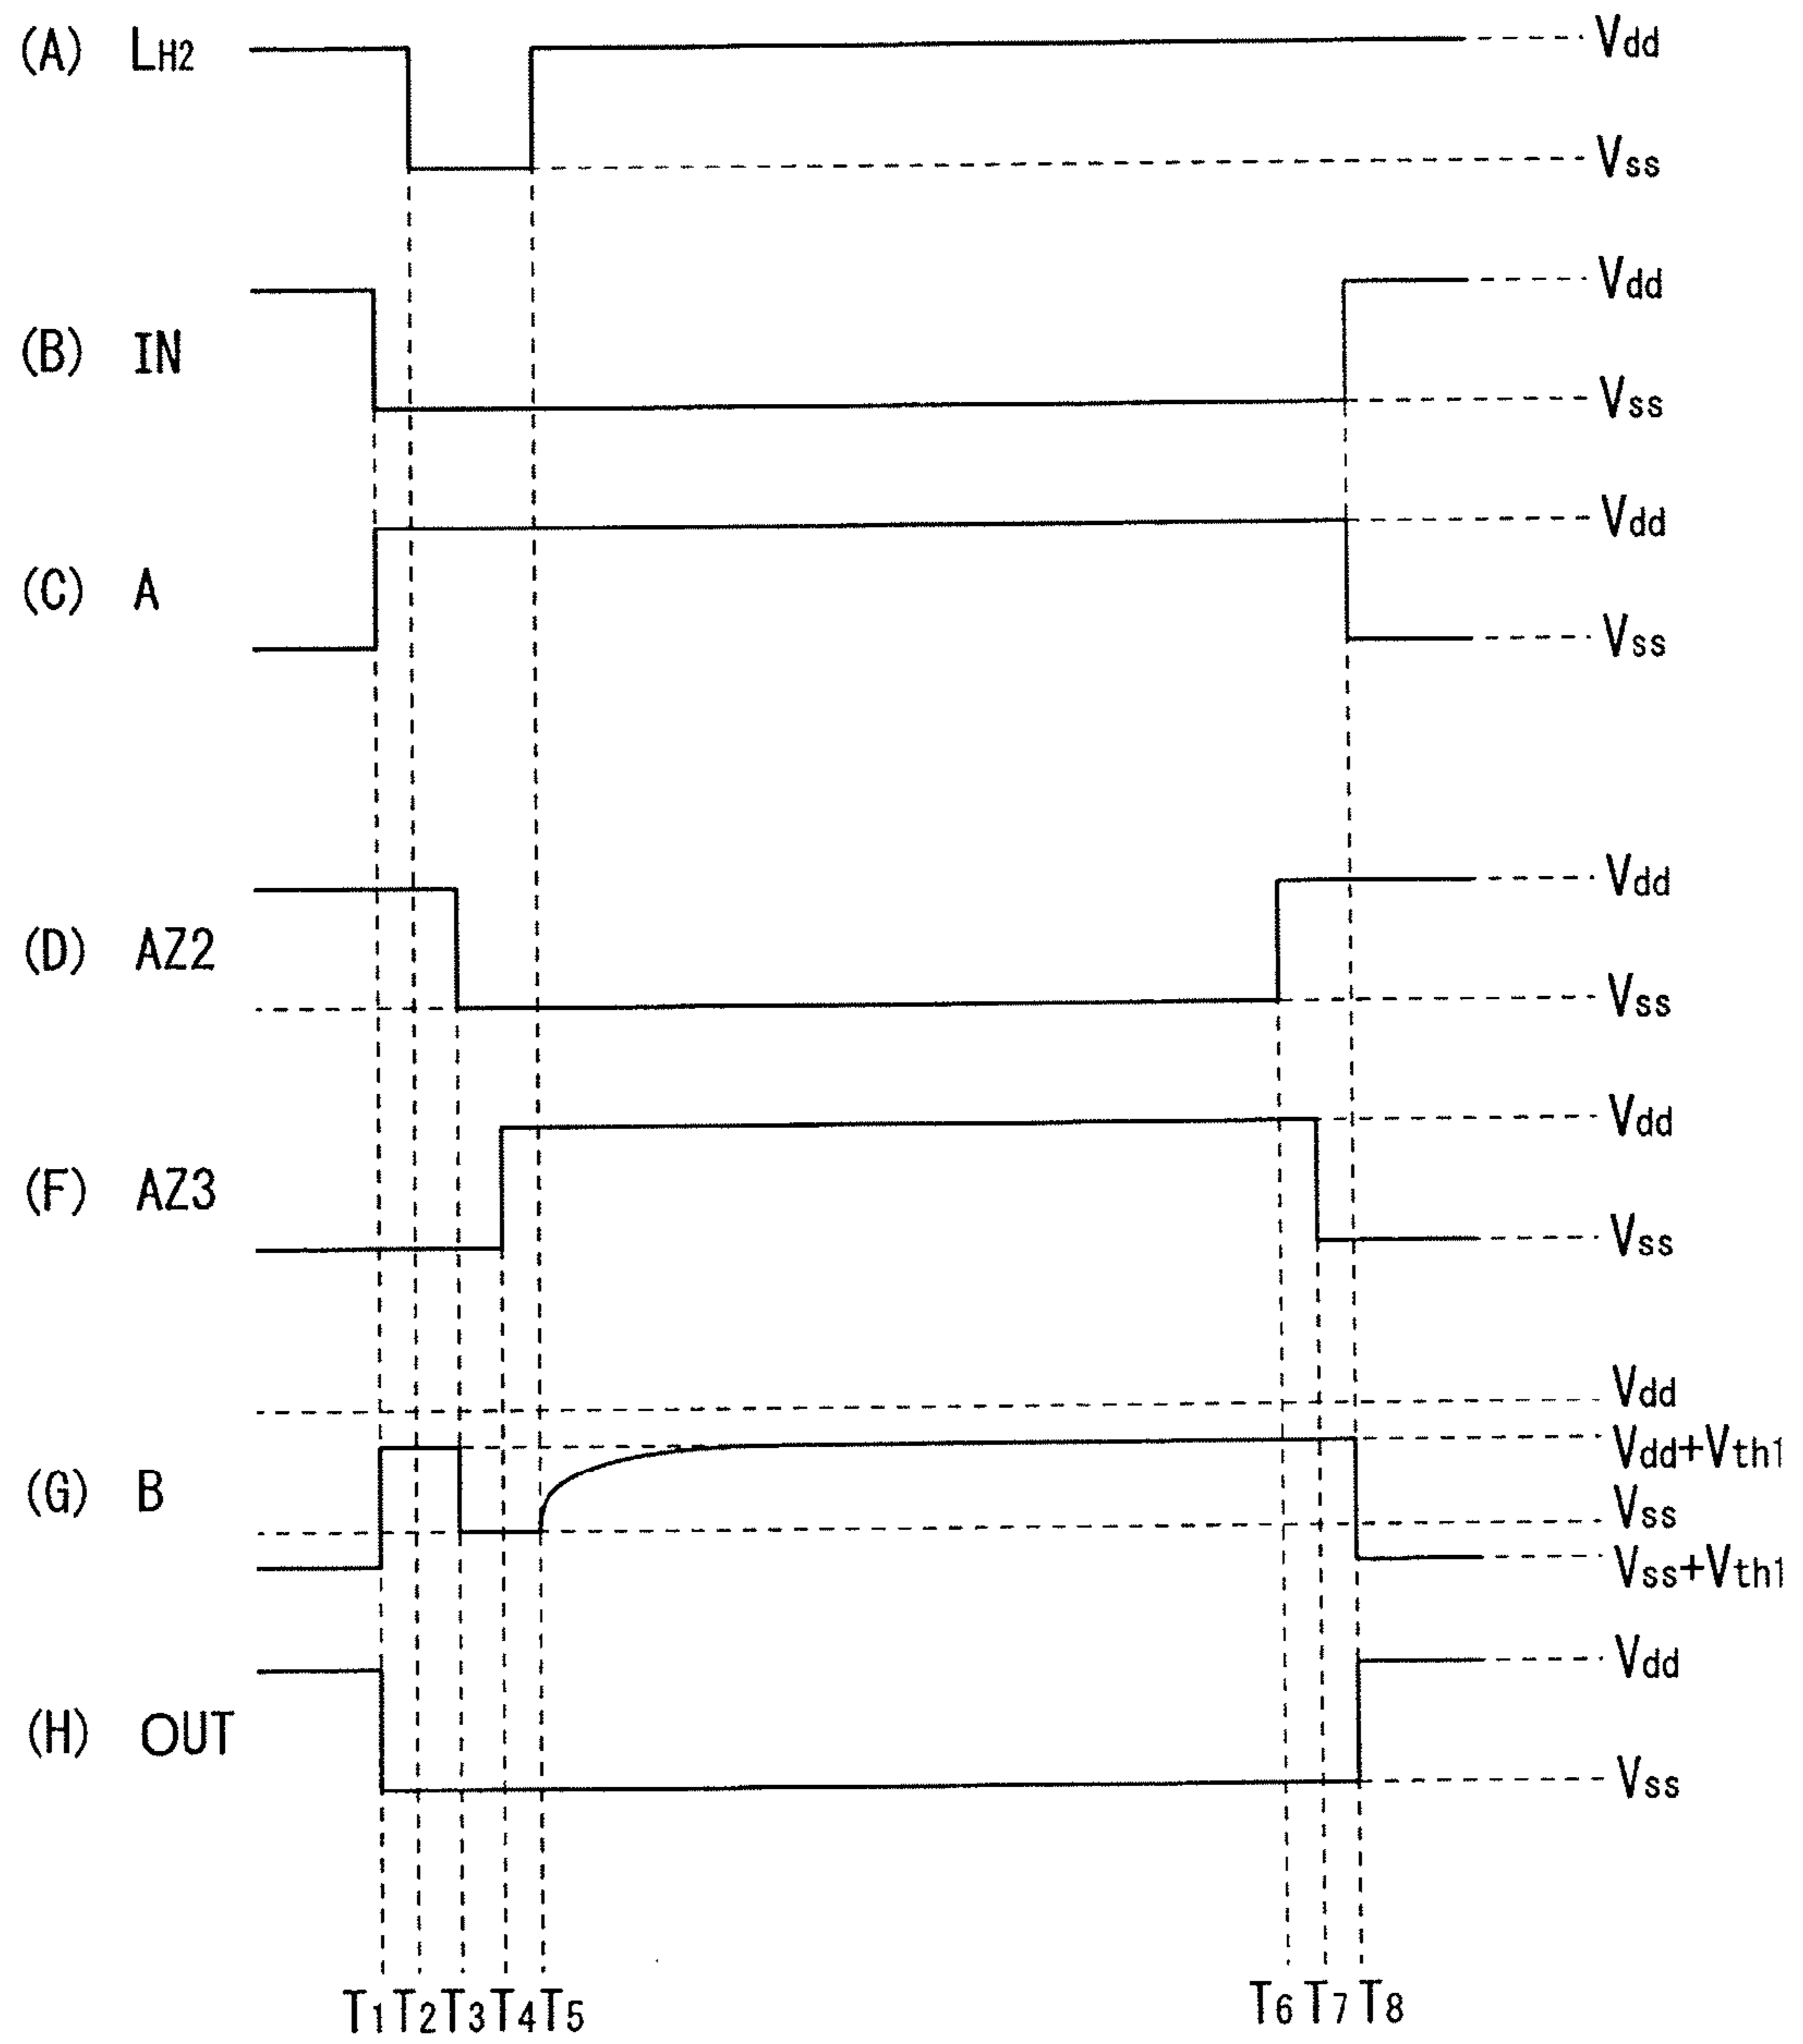 (A) LH2
Vdd
Vss
(B) IN
Vdd
Vss
(C) A
Vdd
Vss
(D) AZ2
Vdd
Vss
(F) AZ3
Vdd
Vss
(G) B
Vdd
Vdd+Vth1
Vss
Vss+Vth1
(H) OUT
Vdd
Vss
T1 T2 T3 T4 T5 T6 T7 T8